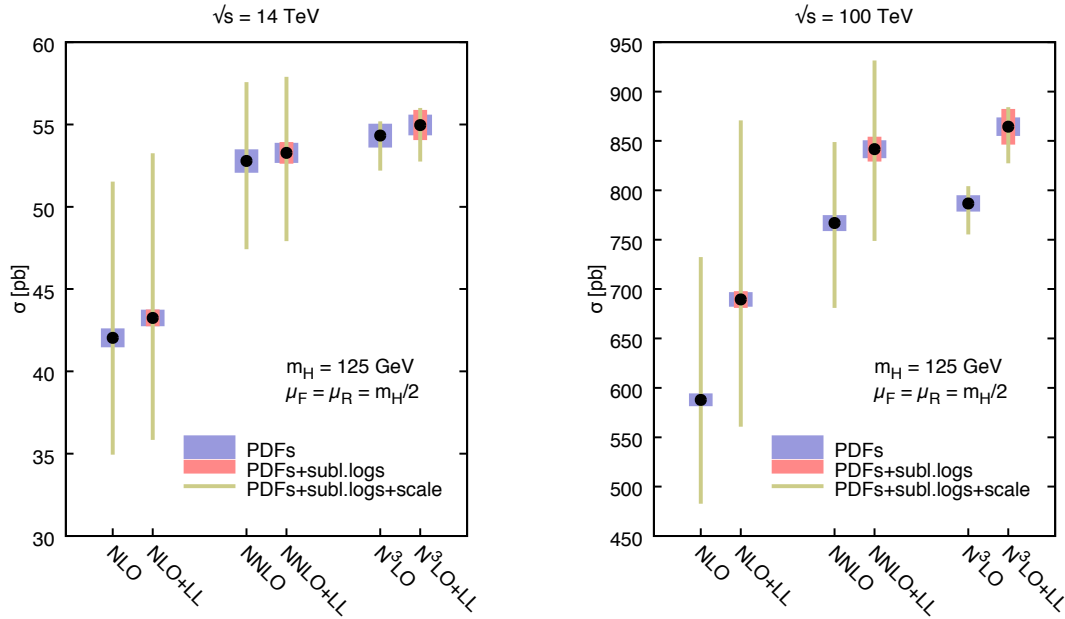 √s = 14 TeV
60
55
50
45
40
35
30
σ [pb]
m_H = 125 GeV
μ_F = μ_R = m_H/2
PDFs
PDFs+subl.logs
PDFs+subl.logs+scale
NLO
NLO+LL
NNLO
NNLO+LL
N³LO
N³LO+LL
√s = 100 TeV
950
900
850
800
750
700
650
600
550
500
450
σ [pb]
m_H = 125 GeV
μ_F = μ_R = m_H/2
PDFs
PDFs+subl.logs
PDFs+subl.logs+scale
NLO
NLO+LL
NNLO
NNLO+LL
N³LO
N³LO+LL